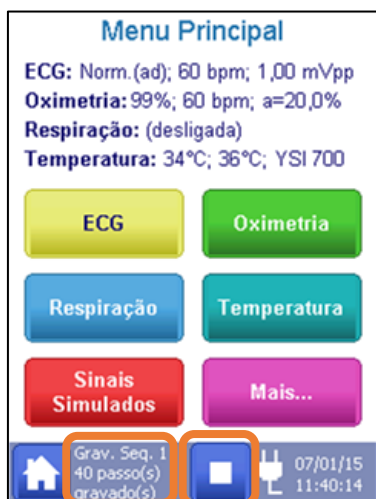 Menu Principal
ECG: Norm.(ad); 60 bpm; 1,00 mVpp
Oximetria: 99%; 60 bpm; a=20,0%
Respiração: (desligada)
Temperatura: 34°C; 36°C; YSI 700
ECG
Oximetria
Respiração
Temperatura
Sinais
Simulados
Mais...
Grav. Seq. 1
40 passo(s)
gravado(s)
07/01/15
11:40:14